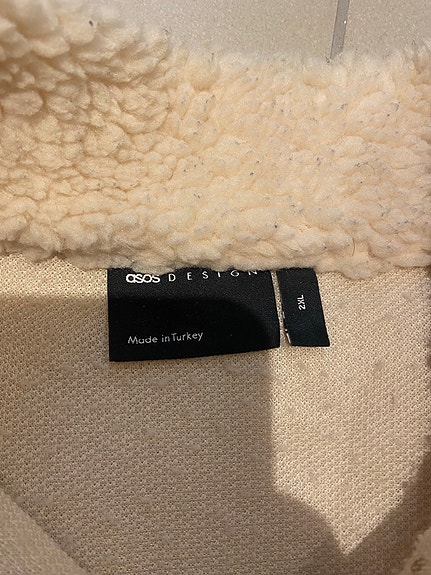 asos DESIGN
2XL
Made in Turkey